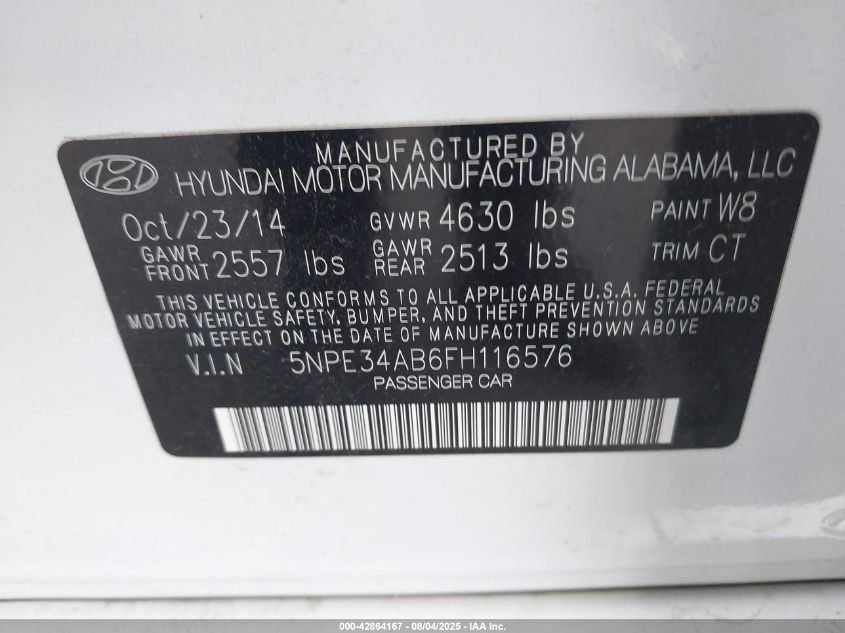 MANUFACTURED BY
HYUNDAI MOTOR MANUFACTURING ALABAMA, LLC
Oct/23/14 GVWR 4630 lbs PAINT W8
GAWR FRONT 2557 lbs GAWR REAR 2513 lbs TRIM CT
THIS VEHICLE CONFORMS TO ALL APPLICABLE U.S.A. FEDERAL
MOTOR VEHICLE SAFETY, BUMPER, AND THEFT PREVENTION STANDARDS
IN EFFECT ON THE DATE OF MANUFACTURE SHOWN ABOVE
V.I.N 5NPE34AB6FH116576
PASSENGER CAR
000-42864167 - 08/04/2025 - IAA Inc.